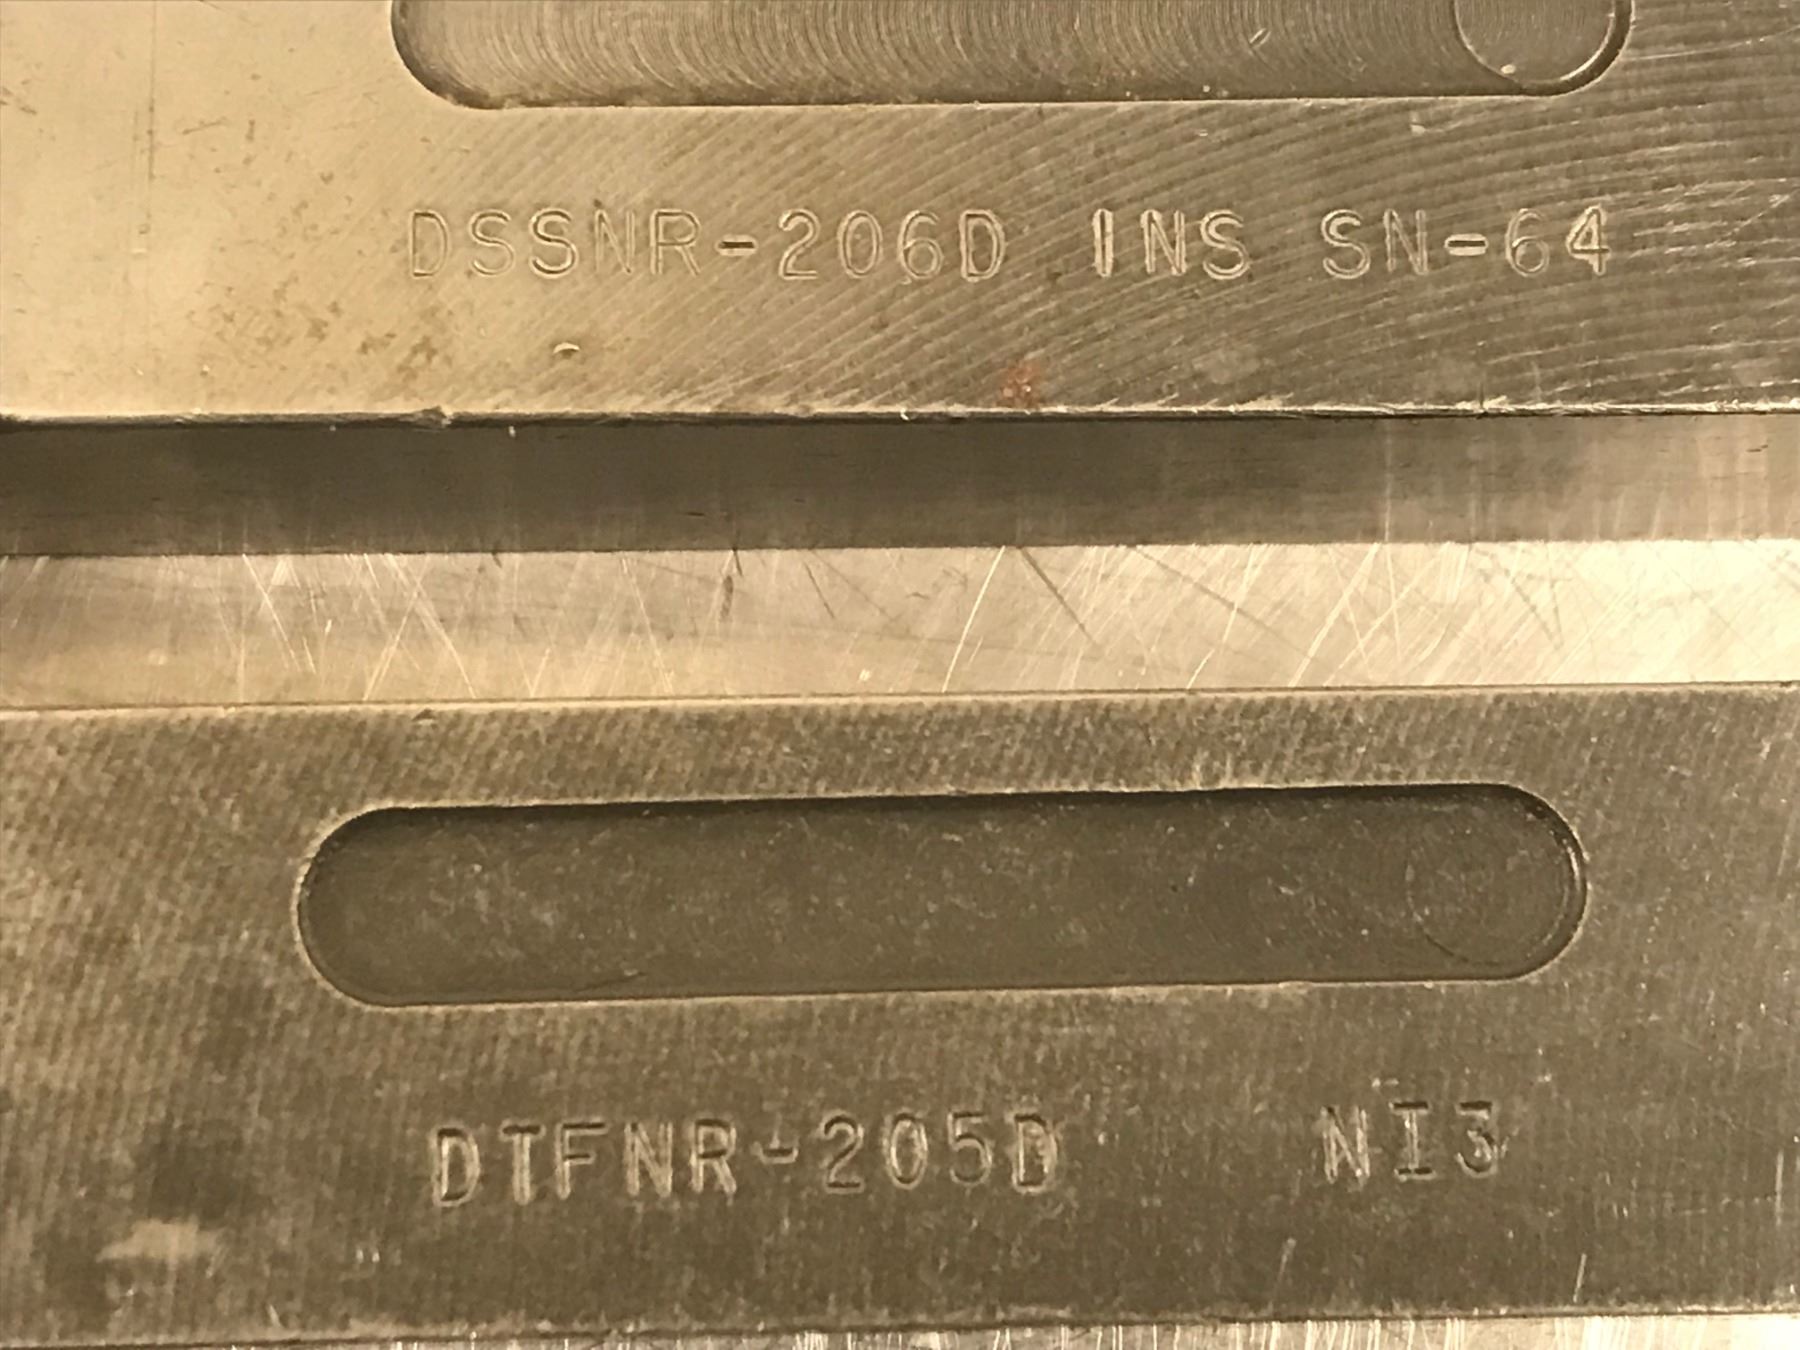 DSSNR-206D INS SN-64
DTFNR-205D NI3